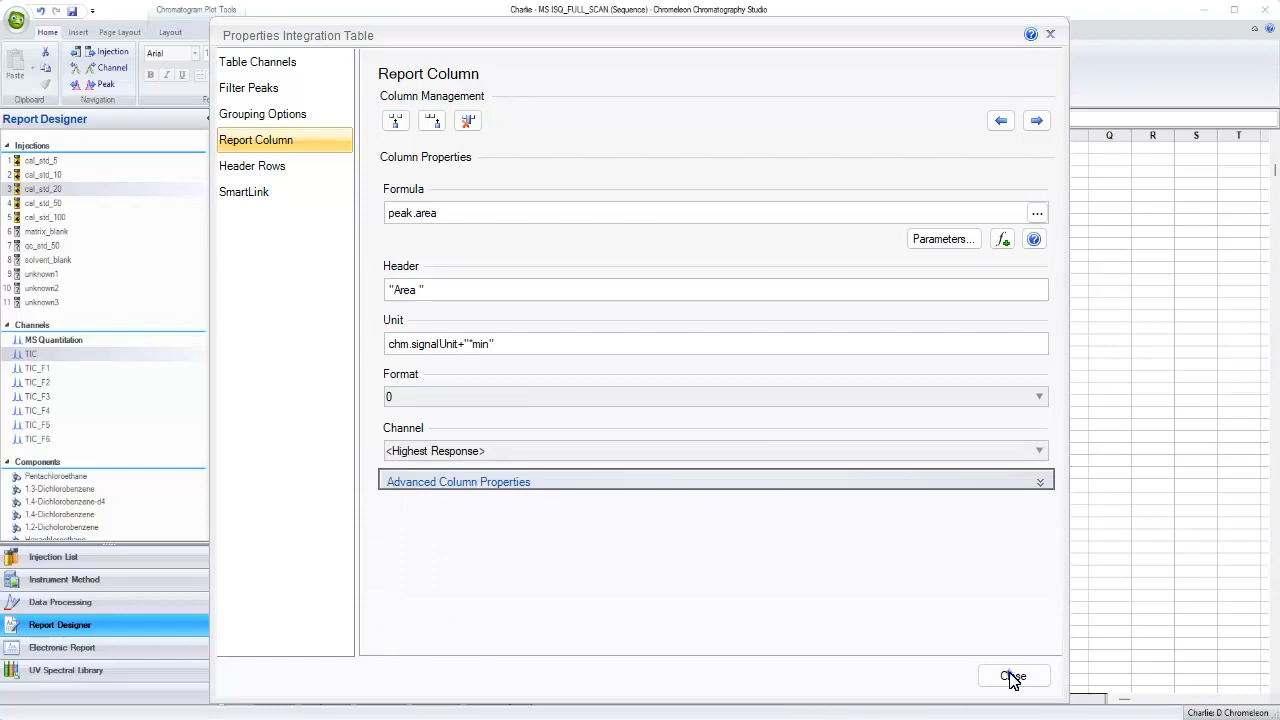 Chromatogram Plot Tools
Charlie - MS ISQ_FULL_SCAN (Sequence) - Chromeleon Chromatography Studio
Home
Insert
Page Layout
Layout
Properties Integration Table
Paste
Injection
Channel
Peak
Arial
B I U
Clipboard
Navigation
Report Designer
Injections
1 cal_std_5
2 cal_std_10
3 cal_std_20
4 cal_std_50
5 cal_std_100
6 matrix_blank
7 qc_std_50
8 solvent_blank
9 unknown1
10 unknown2
11 unknown3
Channels
MS Quantitation
TIC
TIC_F1
TIC_F2
TIC_F3
TIC_F4
TIC_F5
TIC_F6
Components
Pentachloroethane
1,3-Dichlorobenzene
1,4-Dichlorobenzene-d4
1,4-Dichlorobenzene
1,2-Dicholorobenzene
Hexachloroethane
Injection List
Instrument Method
Data Processing
Report Designer
Electronic Report
UV Spectral Library
Table Channels
Filter Peaks
Grouping Options
Report Column
Header Rows
SmartLink
Report Column
Column Management
Column Properties
Formula
peak.area
...
Parameters...
Header
"Area "
Unit
chm.signalUnit+"*min"
Format
0
Channel
<Highest Response>
Advanced Column Properties
Close
Q R S T
Charlie: D Chromeleon